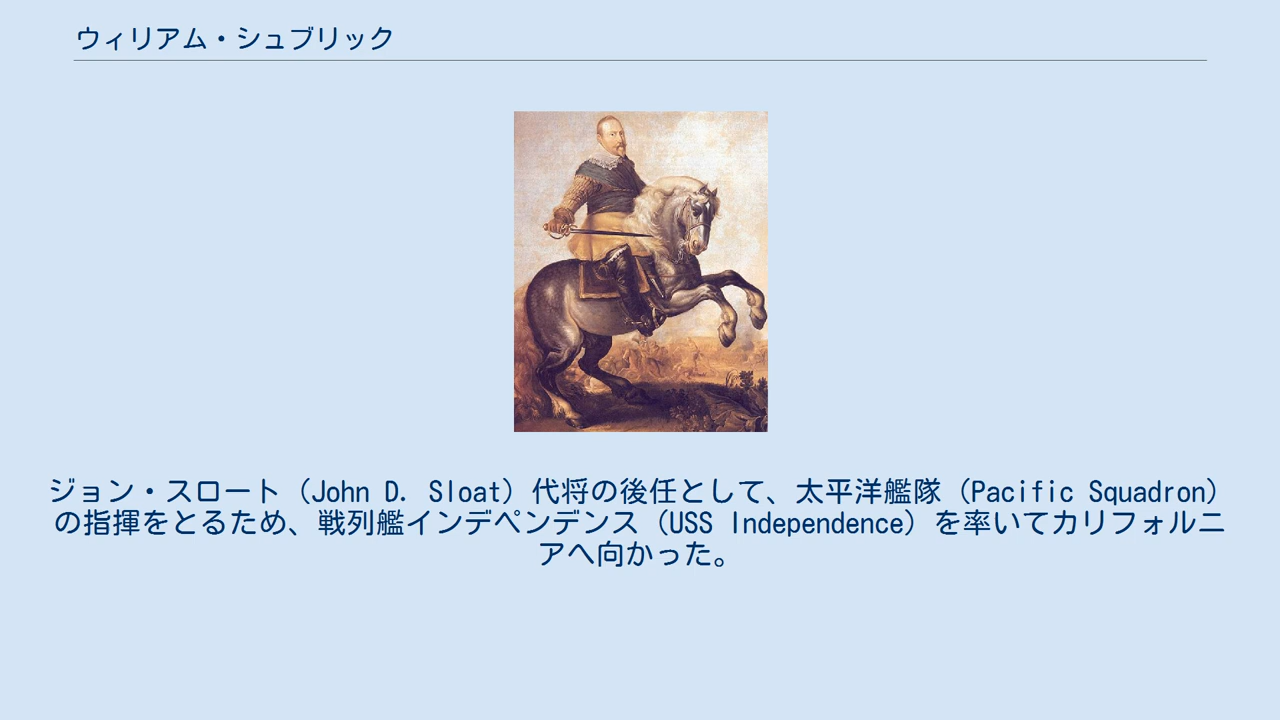 ウィリアム・シュブリック
ジョン・スロート（John D. Sloat）代将の後任として、太平洋艦隊（Pacific Squadron）
の指揮をとるため、戦列艦インデペンデンス（USS Independence）を率いてカリフォルニ
アへ向かった。